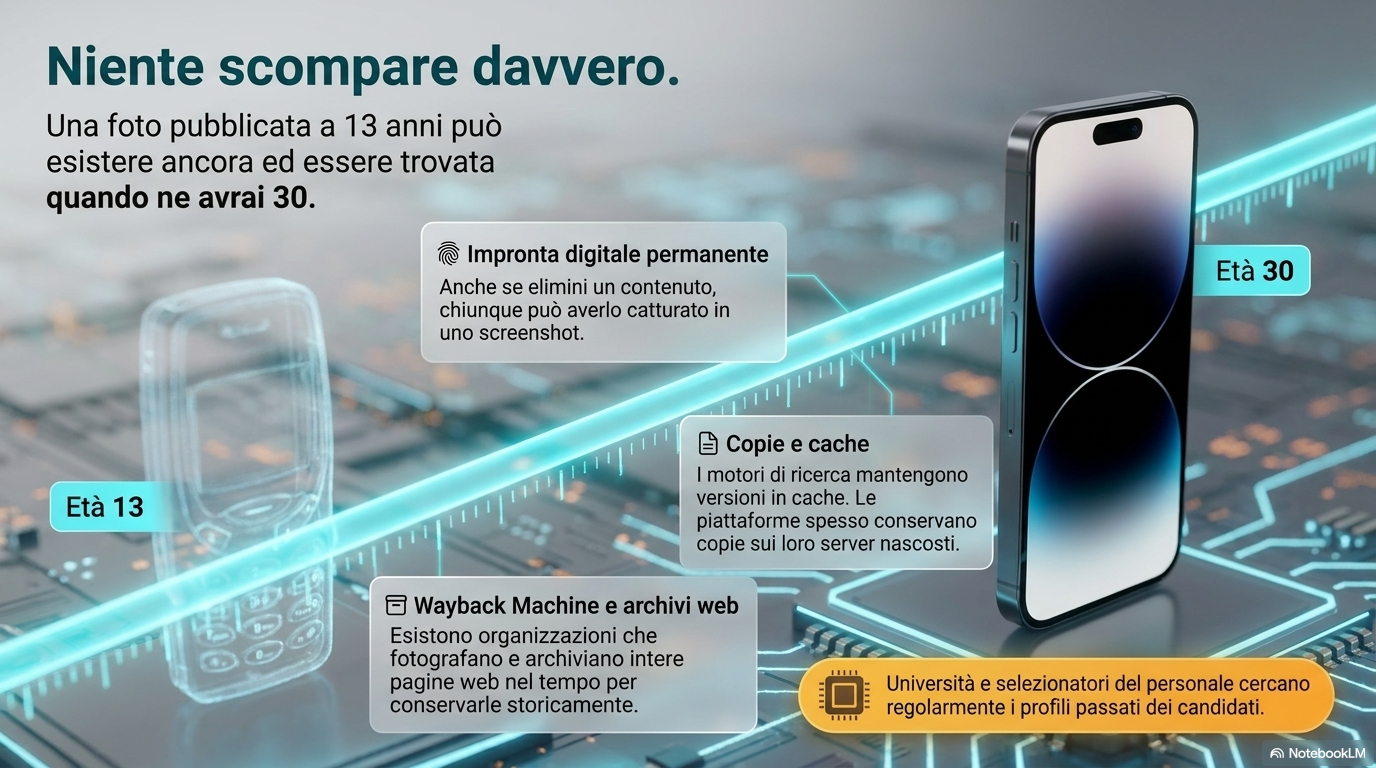 Niente scompare davvero.
Una foto pubblicata a 13 anni può
esistere ancora ed essere trovata
quando ne avrai 30.
Impronta digitale permanente
Anche se elimini un contenuto,
chiunque può averlo catturato in
uno screenshot.
Età 30
Copie e cache
I motori di ricerca mantengono
versioni in cache. Le
piattaforme spesso conservano
copie sui loro server nascosti.
Età 13
Wayback Machine e archivi web
Esistono organizzazioni che
fotografano e archiviano intere
pagine web nel tempo per
conservarle storicamente.
Università e selezionatori del personale cercano
regolarmente i profili passati dei candidati.
NotebookLM